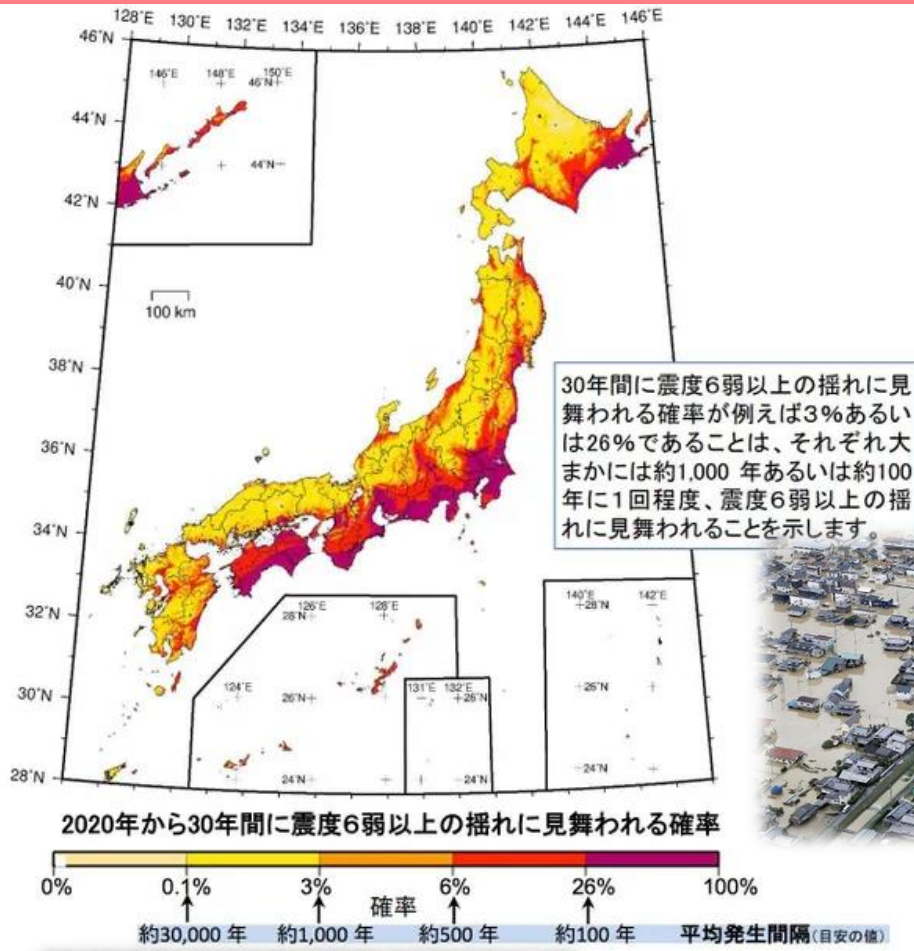 128°E 130°E 132°E 134°E 136°E 138°E 140°E 142°E 144°E 146°E
46°N
146°E 148°E 150°E
46°N
44°N
44°N
42°N
40°N
100 km
38°N
30年間に震度6弱以上の揺れに見
舞われる確率が例えば3%あるい
は26%であることは、それぞれ大
まかには約1,000 年あるいは約100
年に1回程度、震度6弱以上の揺
れに見舞われることを示します。
36°N
34°N
32°N
126°E 128°E
28°N
140°E 142°E
28°N
30°N
124°E
26°N
131°E 132°E
26°N
26°N
28°N
24°N
24°N
24°N
2020年から30年間に震度6弱以上の揺れに見舞われる確率
0% 0.1% 3% 6% 26% 100%
確率
約30,000 年 約1,000 年 約500 年 約100 年 平均発生間隔(目安の値)